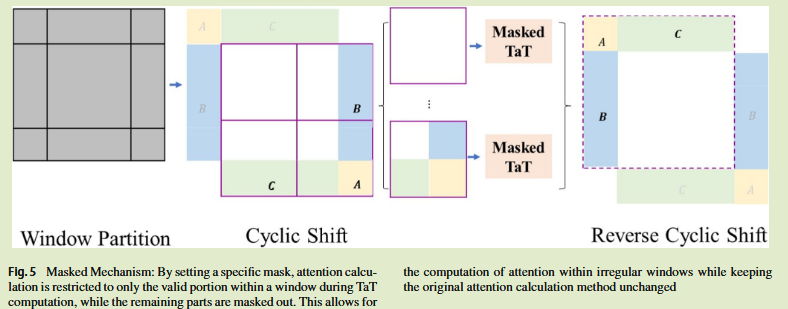 A
C
B
B
C
A
⋮
Masked
TaT
Masked
TaT
A
C
B
B
C
A
Window Partition
Cyclic Shift
Reverse Cyclic Shift
Fig. 5 Masked Mechanism: By setting a specific mask, attention calcu-
lation is restricted to only the valid portion within a window during TaT
computation, while the remaining parts are masked out. This allows for
the computation of attention within irregular windows while keeping
the original attention calculation method unchanged